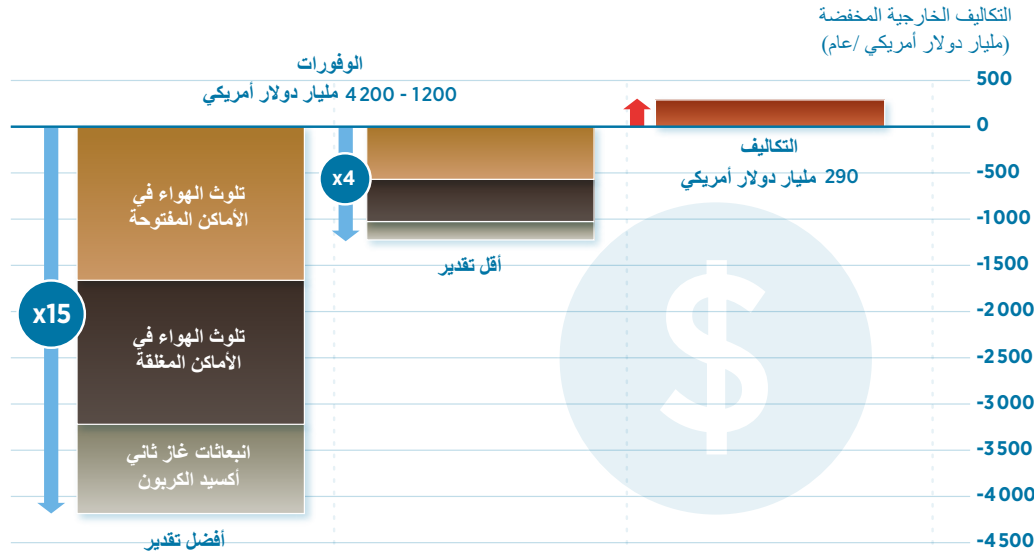 التكاليف الخارجية المخفضة
(مليار دولار أمريكي /عام)
500
0
-500
-1000
-1500
-2000
-2500
-3000
-3500
-4000
-4500
التكاليف
290 مليار دولار أمريكي
الوفورات
1200 - 4200 مليار دولار أمريكي
x4
أقل تقدير
x15
تلوث الهواء في
الأماكن المفتوحة
تلوث الهواء في
الأماكن المغلقة
انبعاثات غاز ثاني
أكسيد الكربون
أفضل تقدير
$